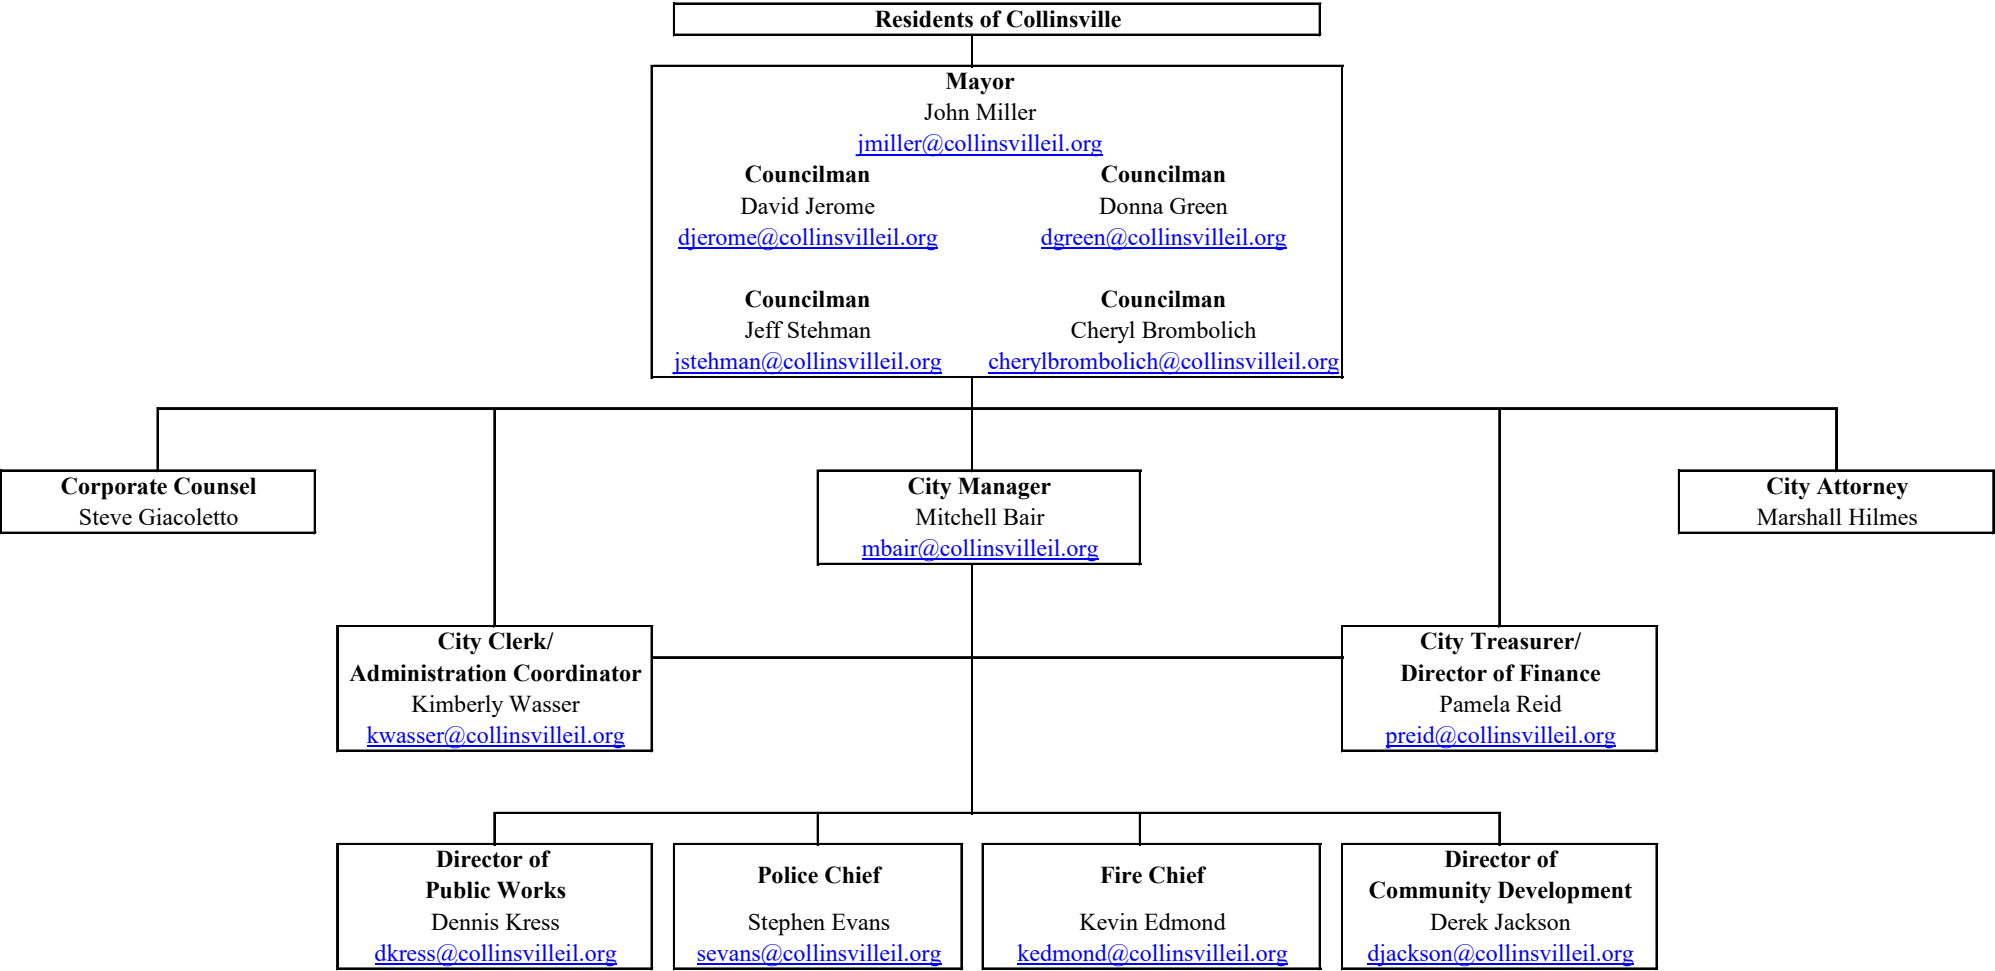 Residents of Collinsville
Mayor
John Miller
jmiller@collinsvilleil.org
Councilman
David Jerome
djerome@collinsvilleil.org
Councilman
Donna Green
dgreen@collinsvilleil.org
Councilman
Jeff Stehman
jstehman@collinsvilleil.org
Councilman
Cheryl Brombolich
cherylbrombolich@collinsvilleil.org
Corporate Counsel
Steve Giacoletto
City Manager
Mitchell Bair
mbair@collinsvilleil.org
City Attorney
Marshall Hilmes
City Clerk/
Administration Coordinator
Kimberly Wasser
kwasser@collinsvilleil.org
City Treasurer/
Director of Finance
Pamela Reid
preid@collinsvilleil.org
Director of
Public Works
Dennis Kress
dkress@collinsvilleil.org
Police Chief
Stephen Evans
sevans@collinsvilleil.org
Fire Chief
Kevin Edmond
kedmond@collinsvilleil.org
Director of
Community Development
Derek Jackson
djackson@collinsvilleil.org